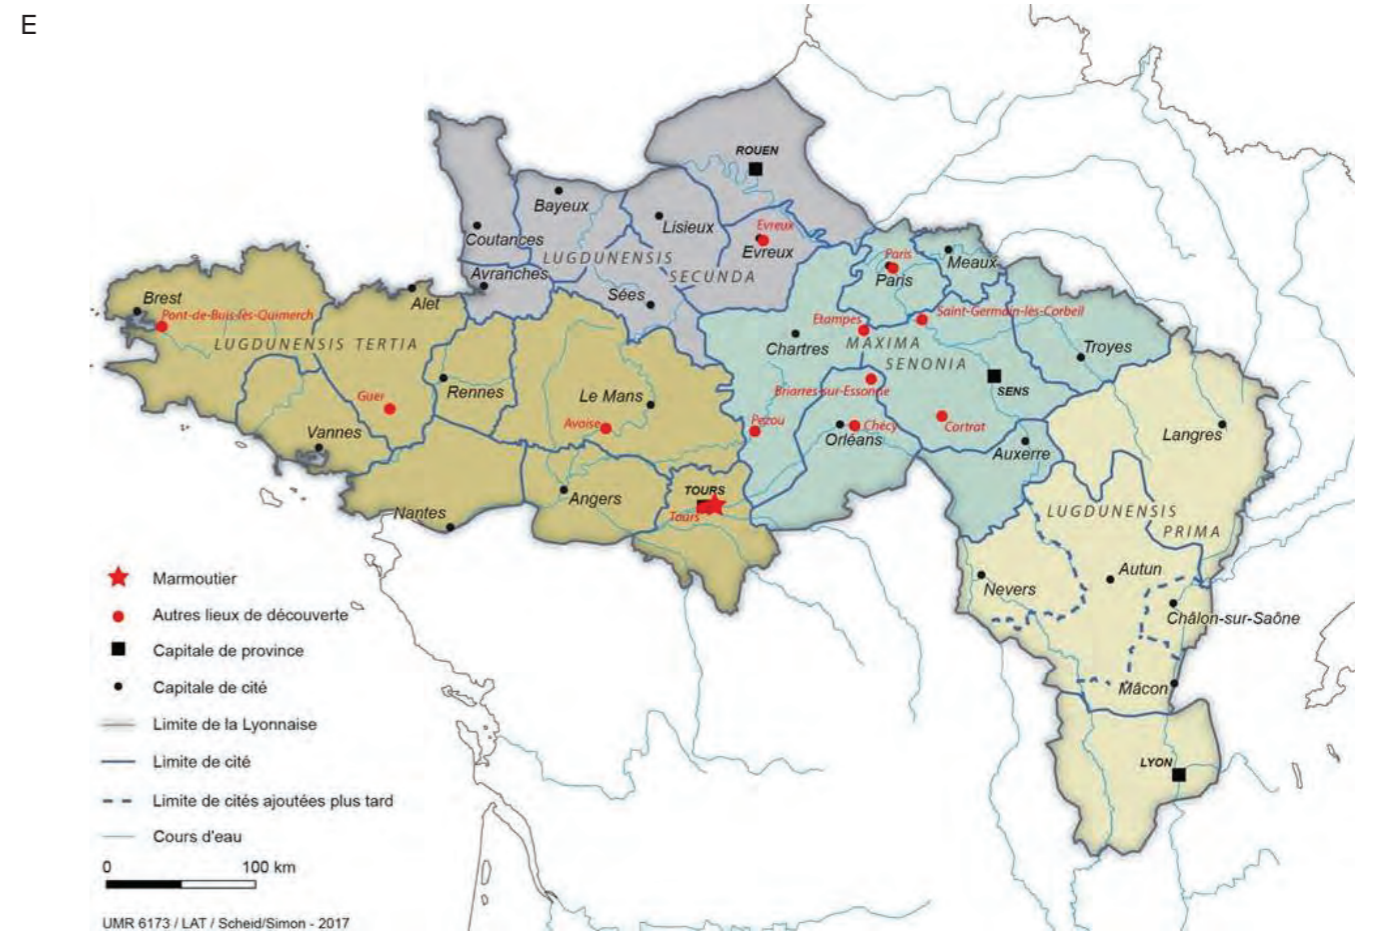 E
ROUEN
Bayeux
Lisieux
Evreux
Evreux
Coutances
LUGDUNENSIS
SECUNDA
Avranches
Sées
Paris
Paris
Meaux
Brest
Alet
Pont-de-Buis-lès-Quimerch
LUGDUNENSIS TERTIA
Etampes
Saint-Germain-lès-Corbeil
Chartres
MAXIMA
SENONIA
Troyes
Rennes
Guer
Le Mans
Briarres-sur-Essonne
SENS
Avoise
Pezou
Chécy
Cortrat
Orléans
Vannes
Auxerre
Langres
Nantes
Angers
TOURS
Tours
LUGDUNENSIS
PRIMA
Nevers
Autun
Châlon-sur-Saône
Mâcon
LYON
Marmoutier
Autres lieux de découverte
Capitale de province
Capitale de cité
Limite de la Lyonnaise
Limite de cité
Limite de cités ajoutées plus tard
Cours d'eau
0 100 km
UMR 6173 / LAT / Scheid/Simon - 2017